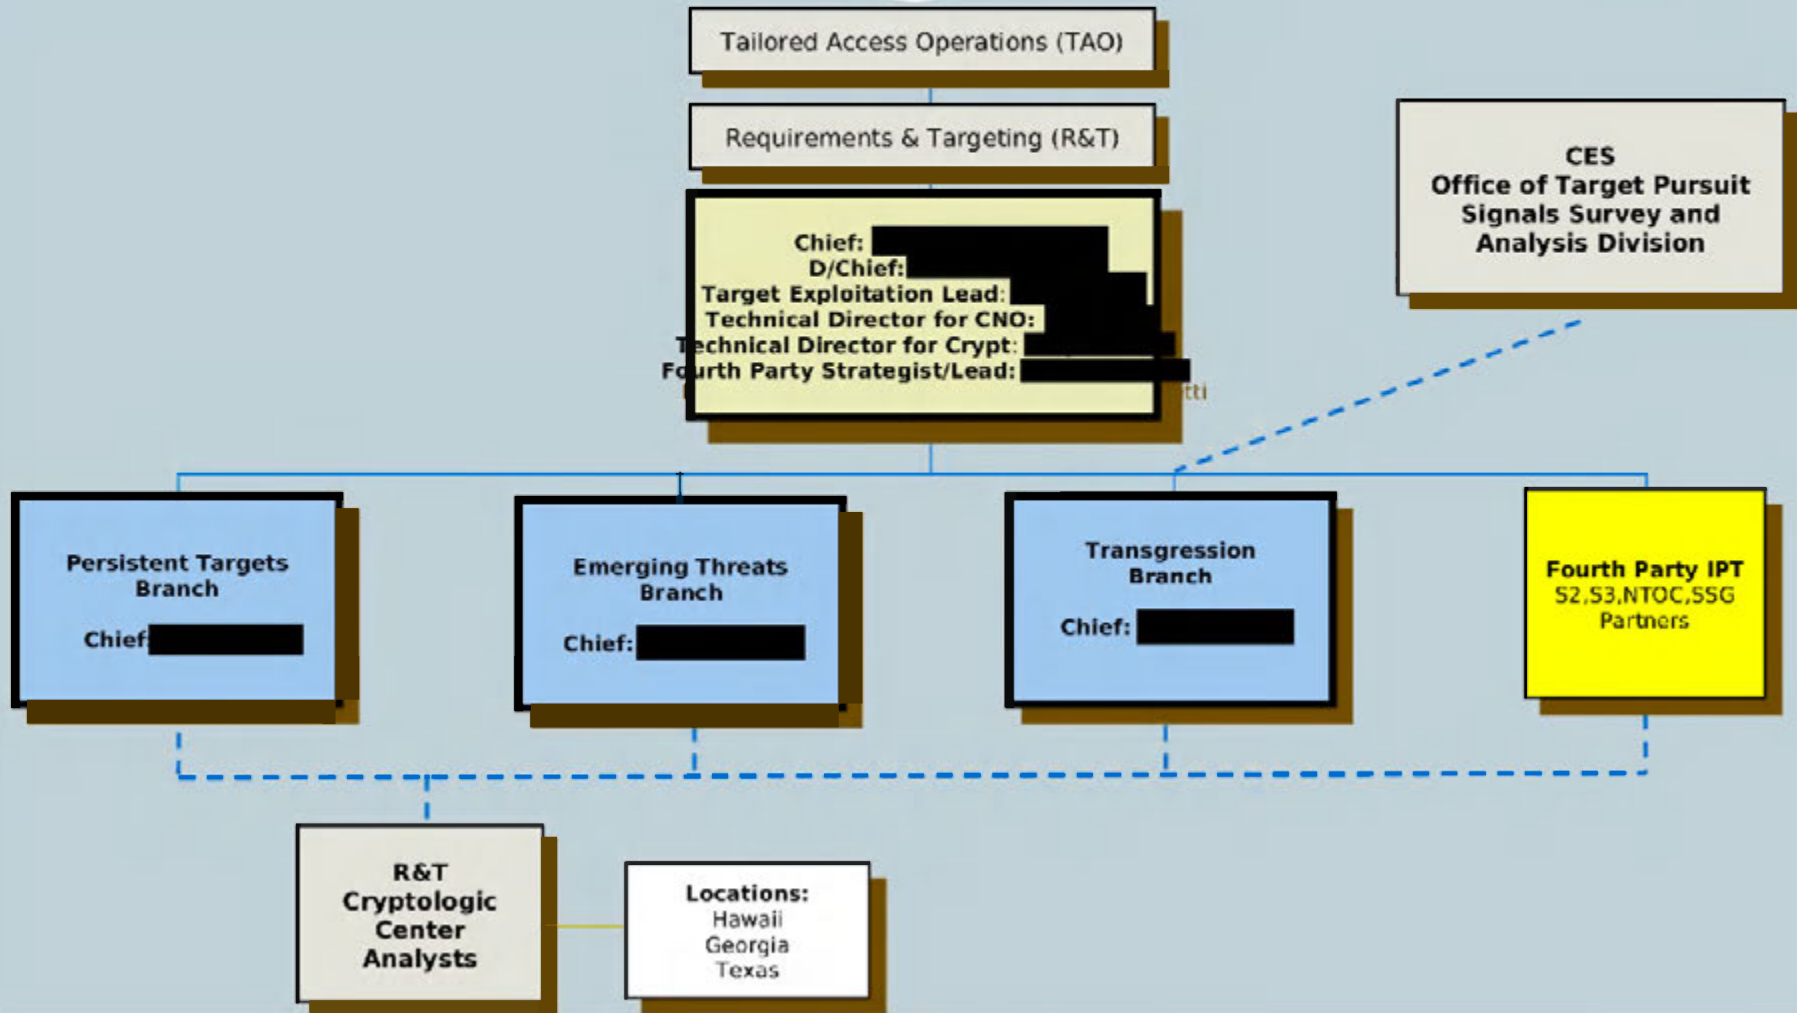 Tailored Access Operations (TAO)
Requirements & Targeting (R&T)
CES
Office of Target Pursuit
Signals Survey and
Analysis Division
Chief:
D/Chief:
Target Exploitation Lead:
Technical Director for CNO:
Technical Director for Crypt:
Fourth Party Strategist/Lead:
tti
Persistent Targets
Branch
Chief:
Emerging Threats
Branch
Chief:
Transgression
Branch
Chief:
Fourth Party IPT
S2,S3,NTOC,SSG
Partners
R&T
Cryptologic
Center
Analysts
Locations:
Hawaii
Georgia
Texas